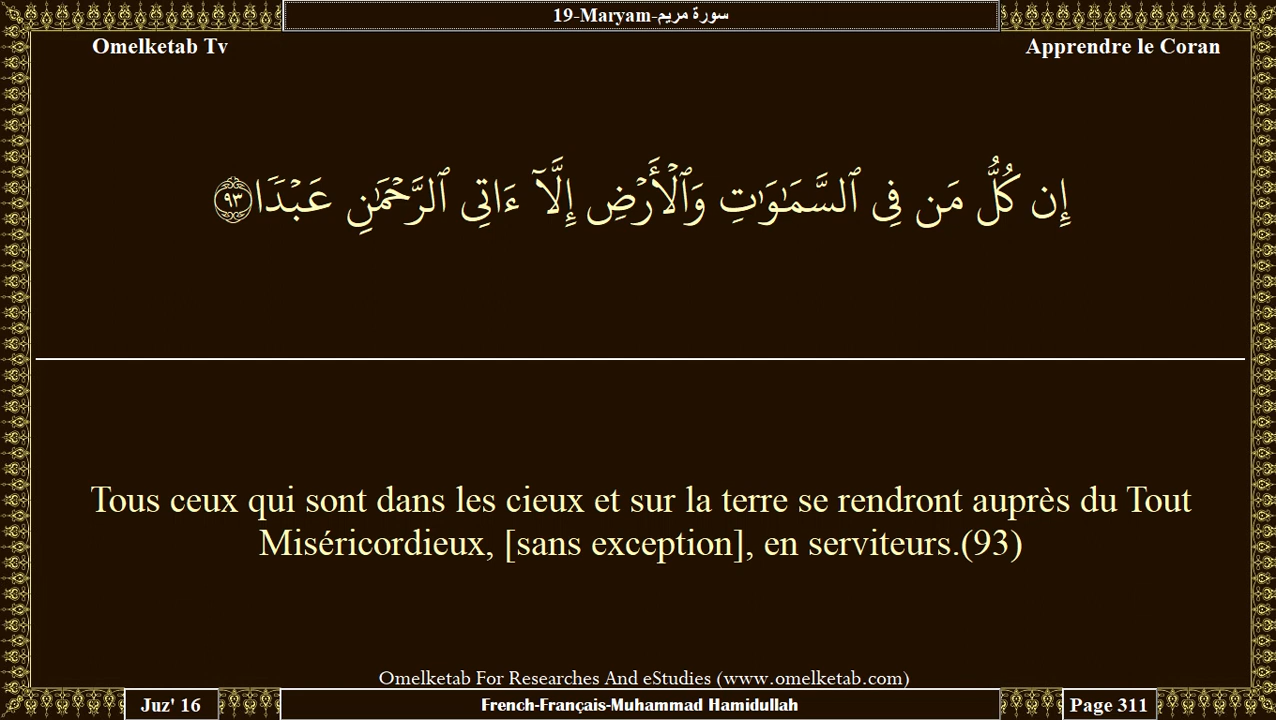 19-Maryam-سورة مريم
Omelketab Tv
Apprendre le Coran
إِن كُلُّ مَن فِى ٱلسَّمَٰوَٰتِ وَٱلْأَرْضِ إِلَّآ ءَاتِى ٱلرَّحْمَٰنِ عَبْدًا ٩٣
Tous ceux qui sont dans les cieux et sur la terre se rendront auprès du Tout
Miséricordieux, [sans exception], en serviteurs.(93)
Omelketab For Researches And eStudies (www.omelketab.com)
Juz' 16
French-Français-Muhammad Hamidullah
Page 311